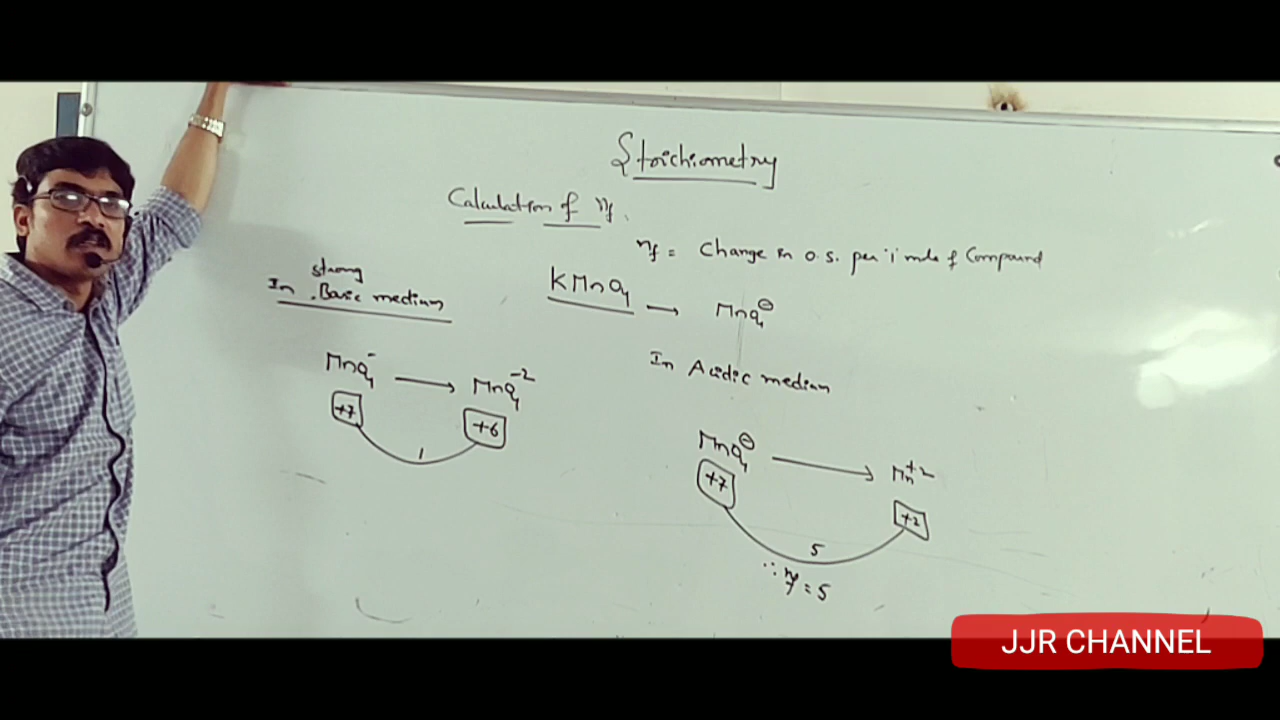 Stoichiometry
Calculation of nf.
nf = Change in o.s. per '1' mole of Compound
In strong Basic medium
KMnO4 → MnO4⊖
MnO4- → MnO4-2
+7 +6
1
In Acidic medium
MnO4⊖ → Mn+2
+7 +2
5
∴ nf = 5
JJR CHANNEL